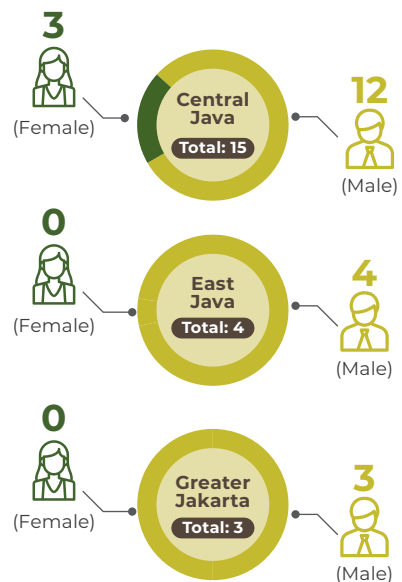 3
(Female)
Central
Java
Total: 15
12
(Male)
0
(Female)
East
Java
Total: 4
4
(Male)
0
(Female)
Greater
Jakarta
Total: 3
3
(Male)